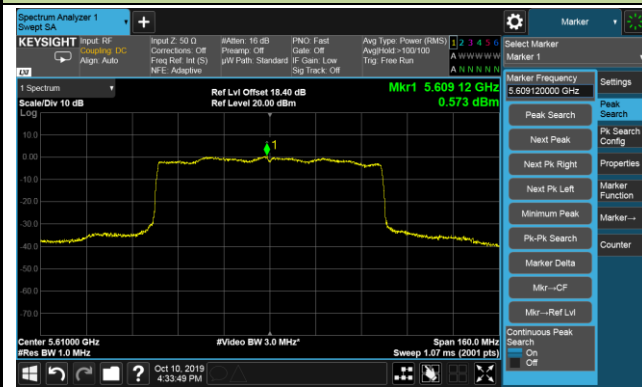 Spectrum Analyzer 1
Swept SA
+
Marker
KEYSIGHT
Input: RF
Coupling: DC
Align: Auto
Input Z: 50 Ω
Corrections: Off
Freq Ref: Int (S)
NFE: Adaptive
#Atten: 16 dB
Preamp: Off
µW Path: Standard
PNO: Fast
Gate: Off
IF Gain: Low
Sig Track: Off
Avg Type: Power (RMS)
Avg|Hold:>100/100
Trig: Free Run
1 2 3 4 5 6
A W W W W W
A N N N N N
LXI
Select Marker
Marker 1
1 Spectrum
Scale/Div 10 dB
Log
Ref Lvl Offset 18.40 dB
Ref Level 20.00 dBm
Mkr1 5.609 12 GHz
0.573 dBm
1
10.0
0.00
-10.0
-20.0
-30.0
-40.0
-50.0
-60.0
-70.0
Center 5.61000 GHz
#Res BW 1.0 MHz
#Video BW 3.0 MHz*
Span 160.0 MHz
Sweep 1.07 ms (2001 pts)
Marker Frequency
5.609120000 GHz
Peak Search
Next Peak
Next Pk Right
Next Pk Left
Minimum Peak
Pk-Pk Search
Marker Delta
Mkr→CF
Mkr→Ref Lvl
Continuous Peak
Search
On
Off
Settings
Peak
Search
Pk Search
Config
Properties
Marker
Function
Marker→
Counter
?
Oct 10, 2019
4:33:49 PM